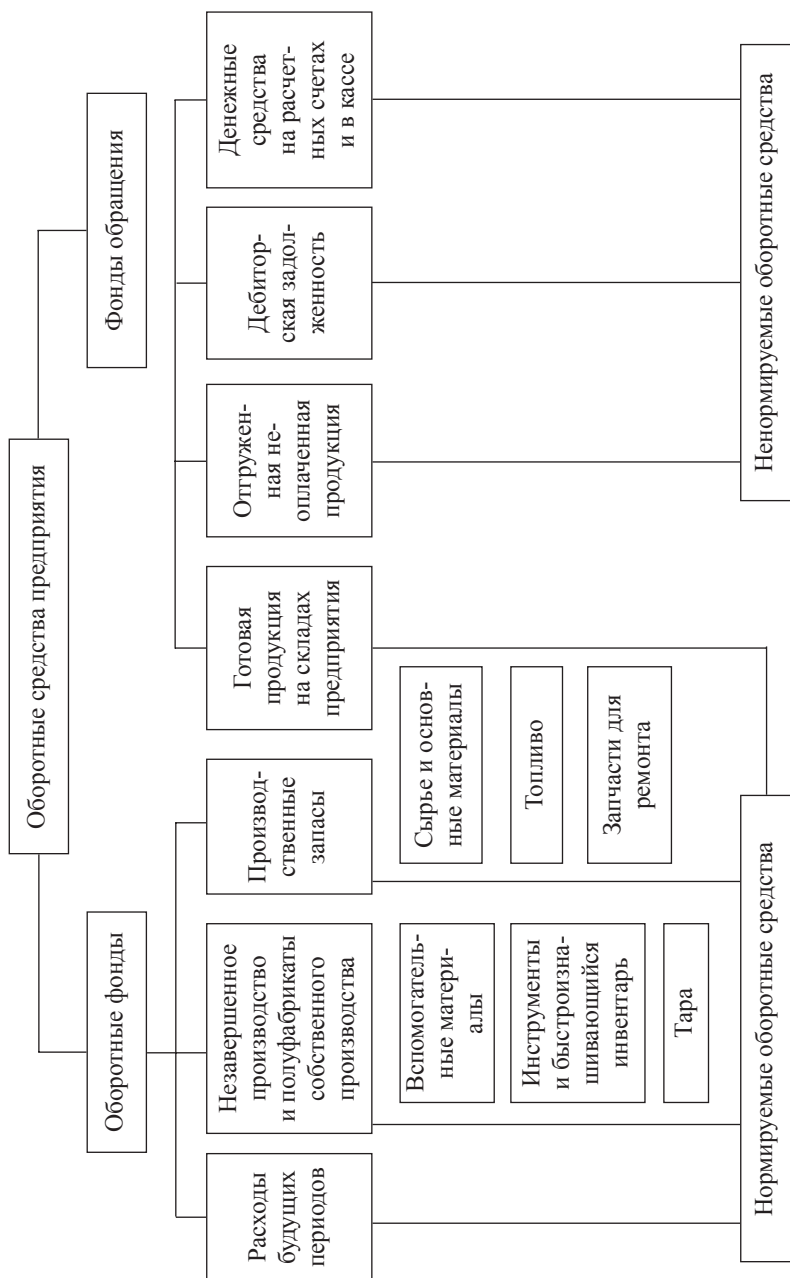 Оборотные средства предприятия
Оборотные фонды
Фонды обращения
Расходы
будущих
периодов
Незавершенное
производство
и полуфабрикаты
собственного
производства
Производ-
ственные
запасы
Готовая
продукция
на складах
предприятия
Отгружен-
ная не-
оплаченная
продукция
Дебитор-
ская задол-
женность
Денежные
средства
на расчет-
ных счетах
и в кассе
Вспомогатель-
ные матери-
алы
Сырье и основ-
ные материалы
Инструменты
и быстроизна-
шивающийся
инвентарь
Топливо
Тара
Запчасти для
ремонта
Нормируемые оборотные средства
Ненормируемые оборотные средства